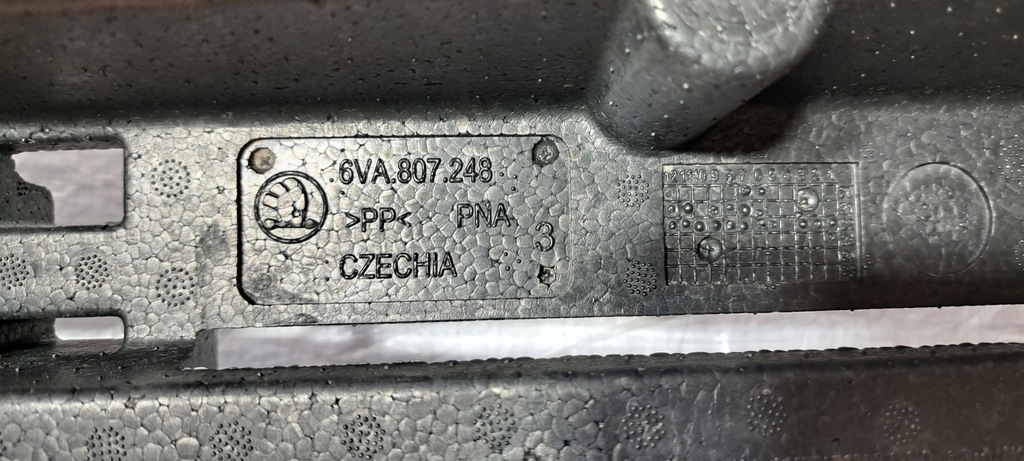 6VA.807.248
>PP< PNA
3
CZECHIA